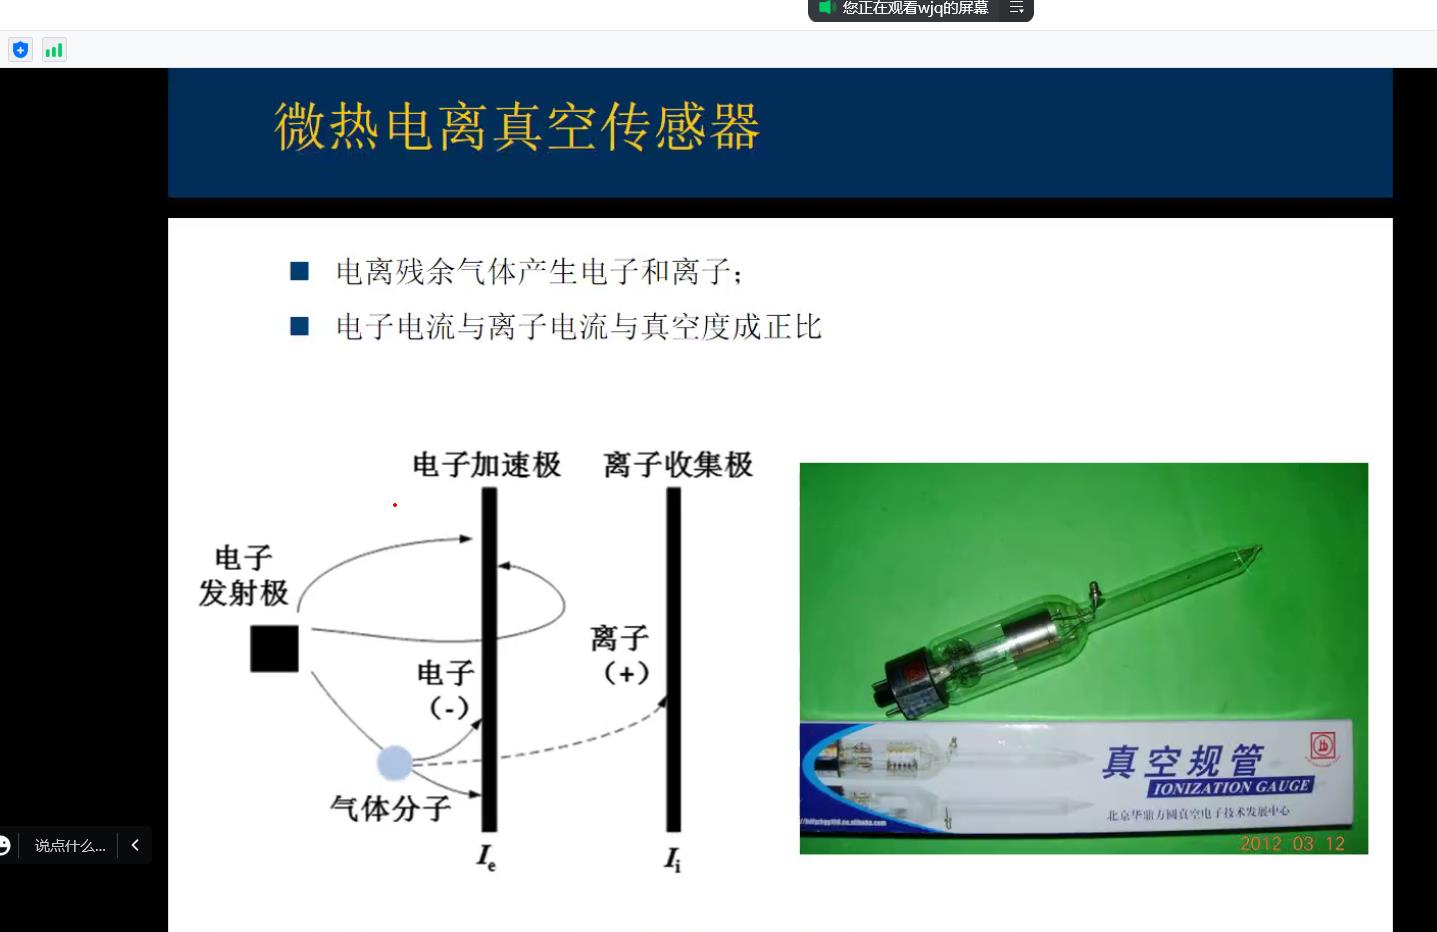 您正在观看wjq的屏幕
微热电离真空传感器
电离残余气体产生电子和离子；
电子电流与离子电流与真空度成正比
电子加速极
离子收集极
电子
发射极
电子
（-）
离子
（+）
气体分子
Ie
Ii
真空规管
IONIZATION GAUGE
北京华鼎方圆真空电子技术发展中心
2012 03 12
说点什么...